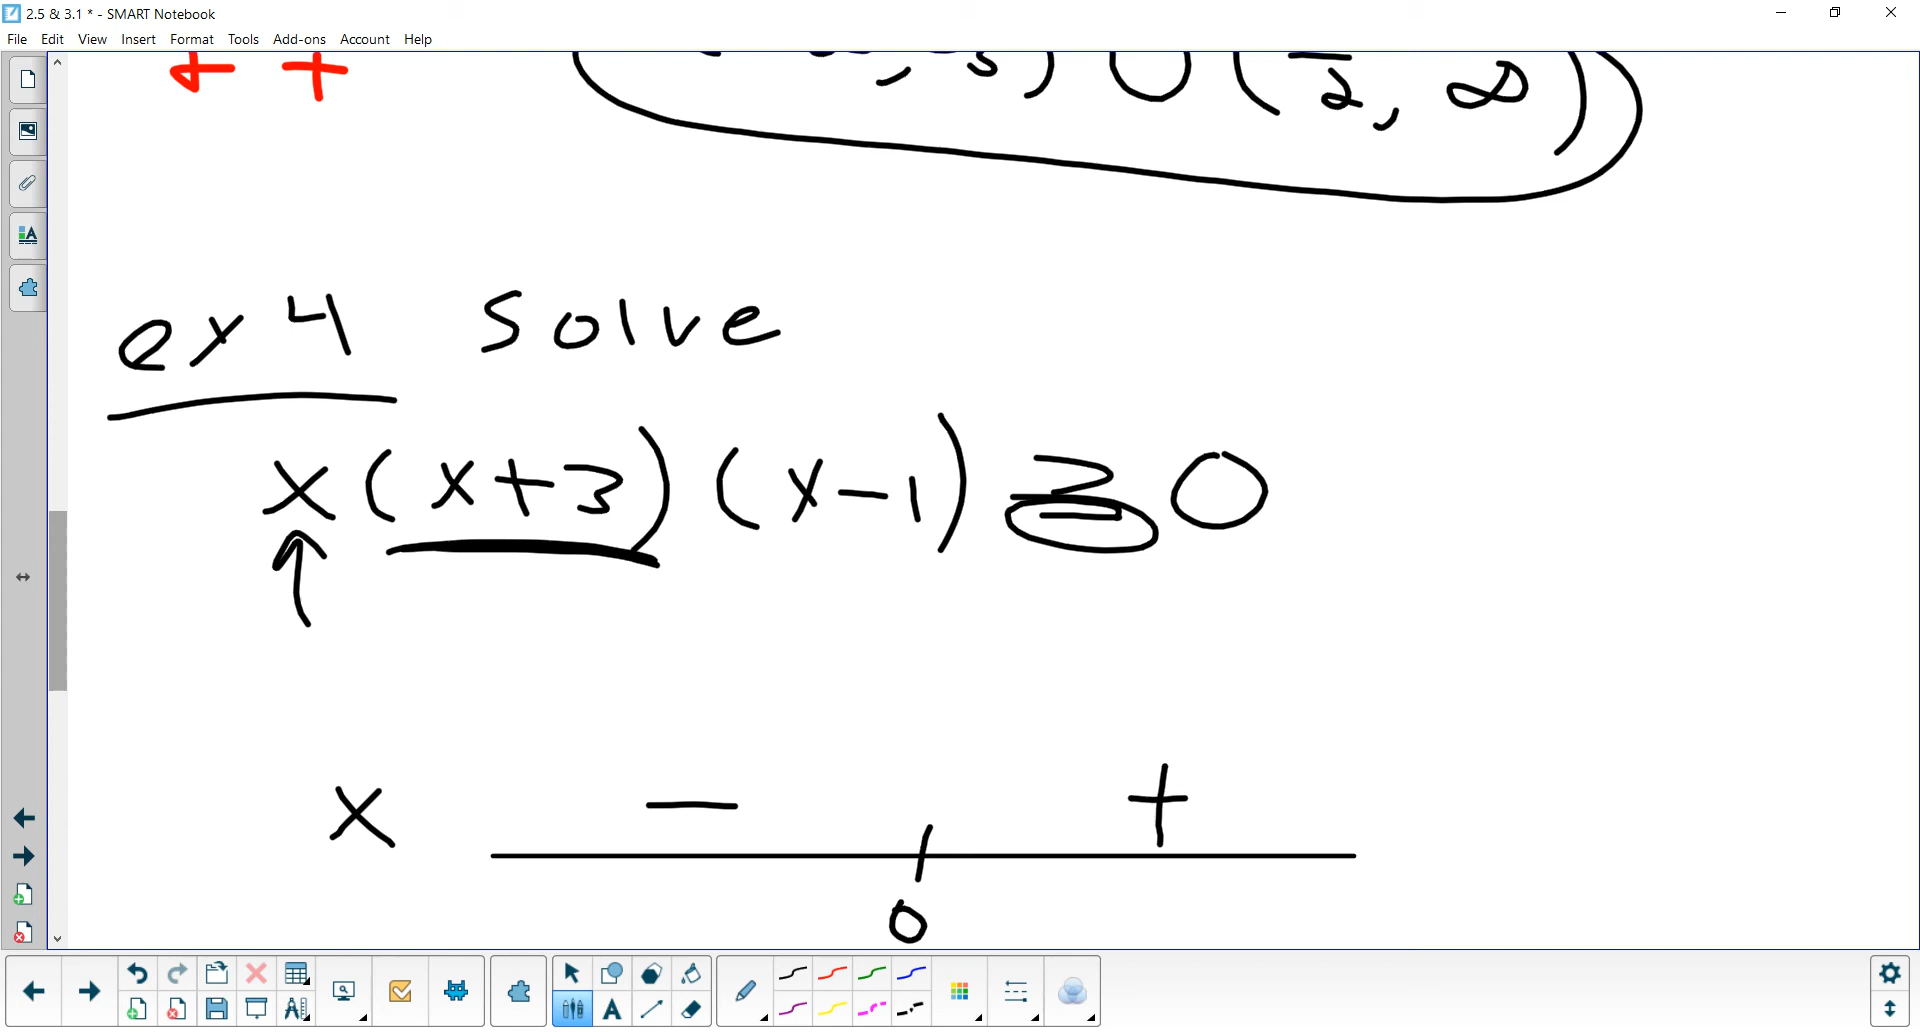 2.5 & 3.1 * - SMART Notebook
File Edit View Insert Format Tools Add-ons Account Help
+ +
) ∪ ( 2, ∞ )
ex 4 solve
x (x+3) (x-1) ≥ 0
x — +
0